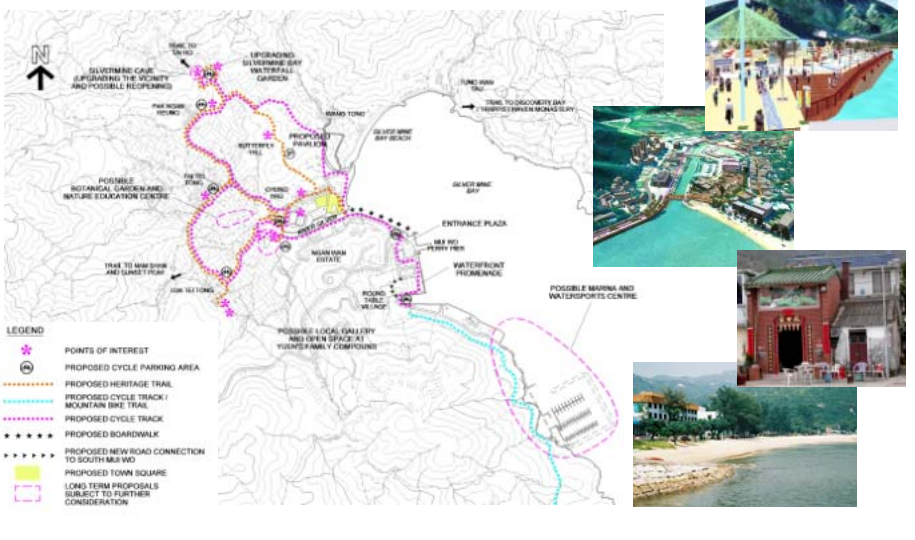 N
TRAIL TO
TAI HO
SILVERMINE CAVE
(UPGRADING THE VICINITY
AND POSSIBLE REOPENING)
UPGRADING
SILVERMINE BAY
WATERFALL
GARDEN
PAK NGAN
HEUNG
WANG TONG
TUNG WAN
TAU
TRAIL TO DISCOVERY BAY
/ TRAPPIST HAVEN MONASTERY
SILVER MINE
BAY BEACH
BUTTERFLY
HILL
PROPOSED
PAVILION
POSSIBLE
BOTANICAL GARDEN AND
NATURE EDUCATION CENTRE
TONG
CHUNG
HAU
SILVER MINE
BAY
ENTRANCE PLAZA
MUI WO
FERRY PIER
NGAN WAN
ESTATE
WATERFRONT
PROMENADE
TRAIL TO NAM SHAN
AND SUNSET PEAK
LUK TEI TONG
ROUND
TABLE
VILLAGE
POSSIBLE MARINA AND
WATERSPORTS CENTRE
POSSIBLE LOCAL GALLERY
AND OPEN SPACE AT
YUEN'S FAMILY COMPOUND
LEGEND
POINTS OF INTEREST
PROPOSED CYCLE PARKING AREA
PROPOSED HERITAGE TRAIL
PROPOSED CYCLE TRACK /
MOUNTAIN BIKE TRAIL
PROPOSED CYCLE TRACK
PROPOSED BOARDWALK
PROPOSED NEW ROAD CONNECTION
TO SOUTH MUI WO
PROPOSED TOWN SQUARE
LONG TERM PROPOSALS
SUBJECT TO FURTHER
CONSIDERATION